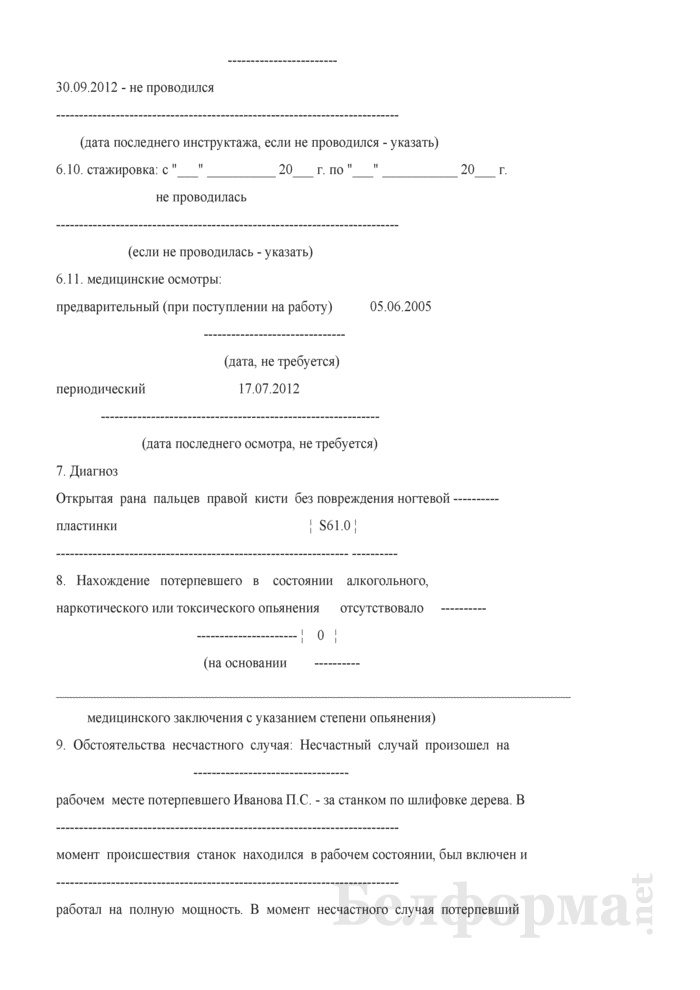 ------------------------
30.09.2012 - не проводился
---------------------------------------------------------------------------
(дата последнего инструктажа, если не проводился - указать)
6.10. стажировка: с "___" __________ 20___ г. по "___" ___________ 20___ г.
не проводилась
---------------------------------------------------------------------------
(если не проводилась - указать)
6.11. медицинские осмотры:
предварительный (при поступлении на работу) 05.06.2005
-------------------------------
(дата, не требуется)
периодический 17.07.2012
-------------------------------------------------------------
(дата последнего осмотра, не требуется)
7. Диагноз
Открытая рана пальцев правой кисти без повреждения ногтевой ----------
пластинки ¦ S61.0 ¦
---------------------------------------------------------------- ----------
8. Нахождение потерпевшего в состоянии алкогольного,
наркотического или токсического опьянения отсутствовало ----------
---------------------- ¦ 0 ¦
(на основании ----------
___________________________________________________________________________
медицинского заключения с указанием степени опьянения)
9. Обстоятельства несчастного случая: Несчастный случай произошел на
----------------------------------
рабочем месте потерпевшего Иванова П.С. - за станком по шлифовке дерева. В
---------------------------------------------------------------------------
момент происшествия станок находился в рабочем состоянии, был включен и
---------------------------------------------------------------------------
работал на полную мощность. В момент несчастного случая потерпевший
Белформа.net